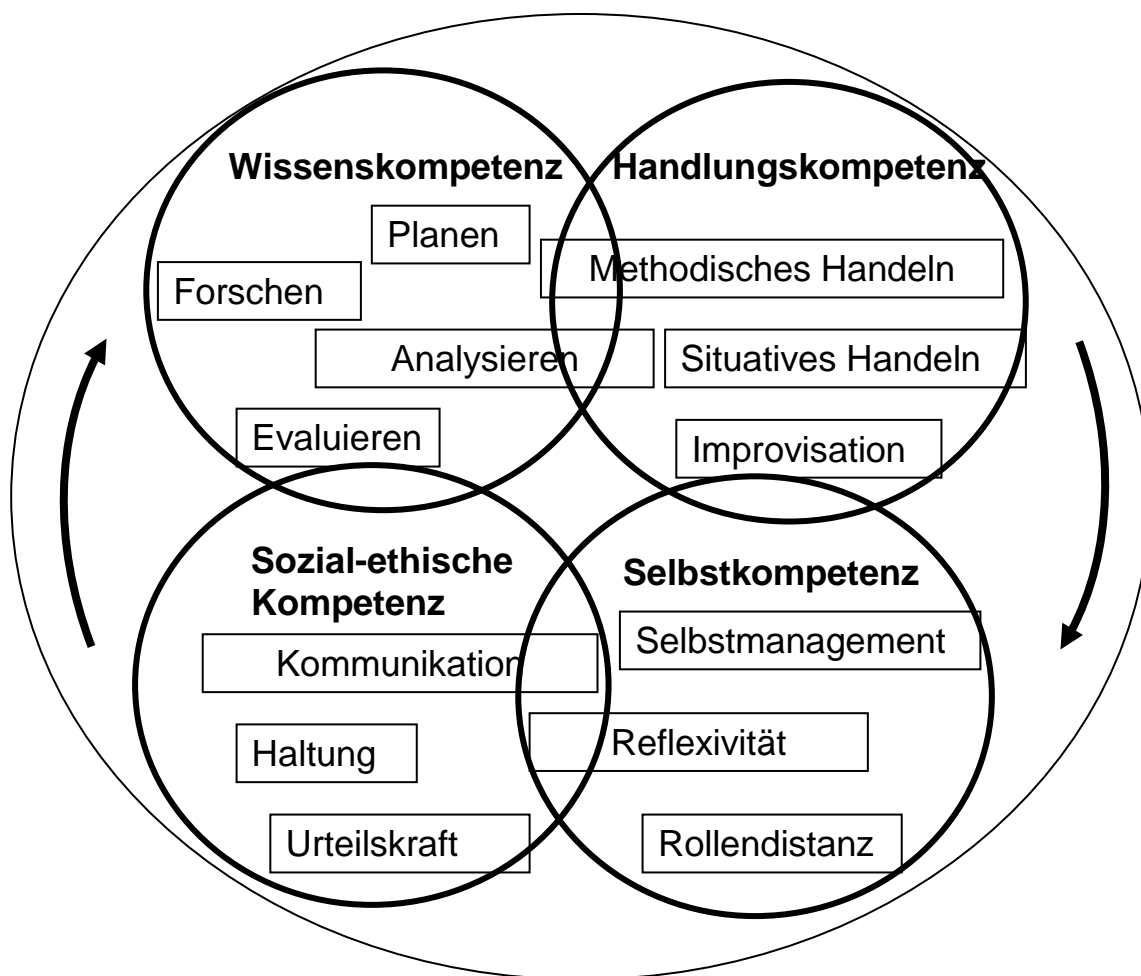 Wissenskompetenz
Planen
Forschen
Analysieren
Evaluieren
Handlungskompetenz
Methodisches Handeln
Situatives Handeln
Improvisation
Sozial-ethische
Kompetenz
Kommunikation
Haltung
Urteilskraft
Selbstkompetenz
Selbstmanagement
Reflexivität
Rollendistanz